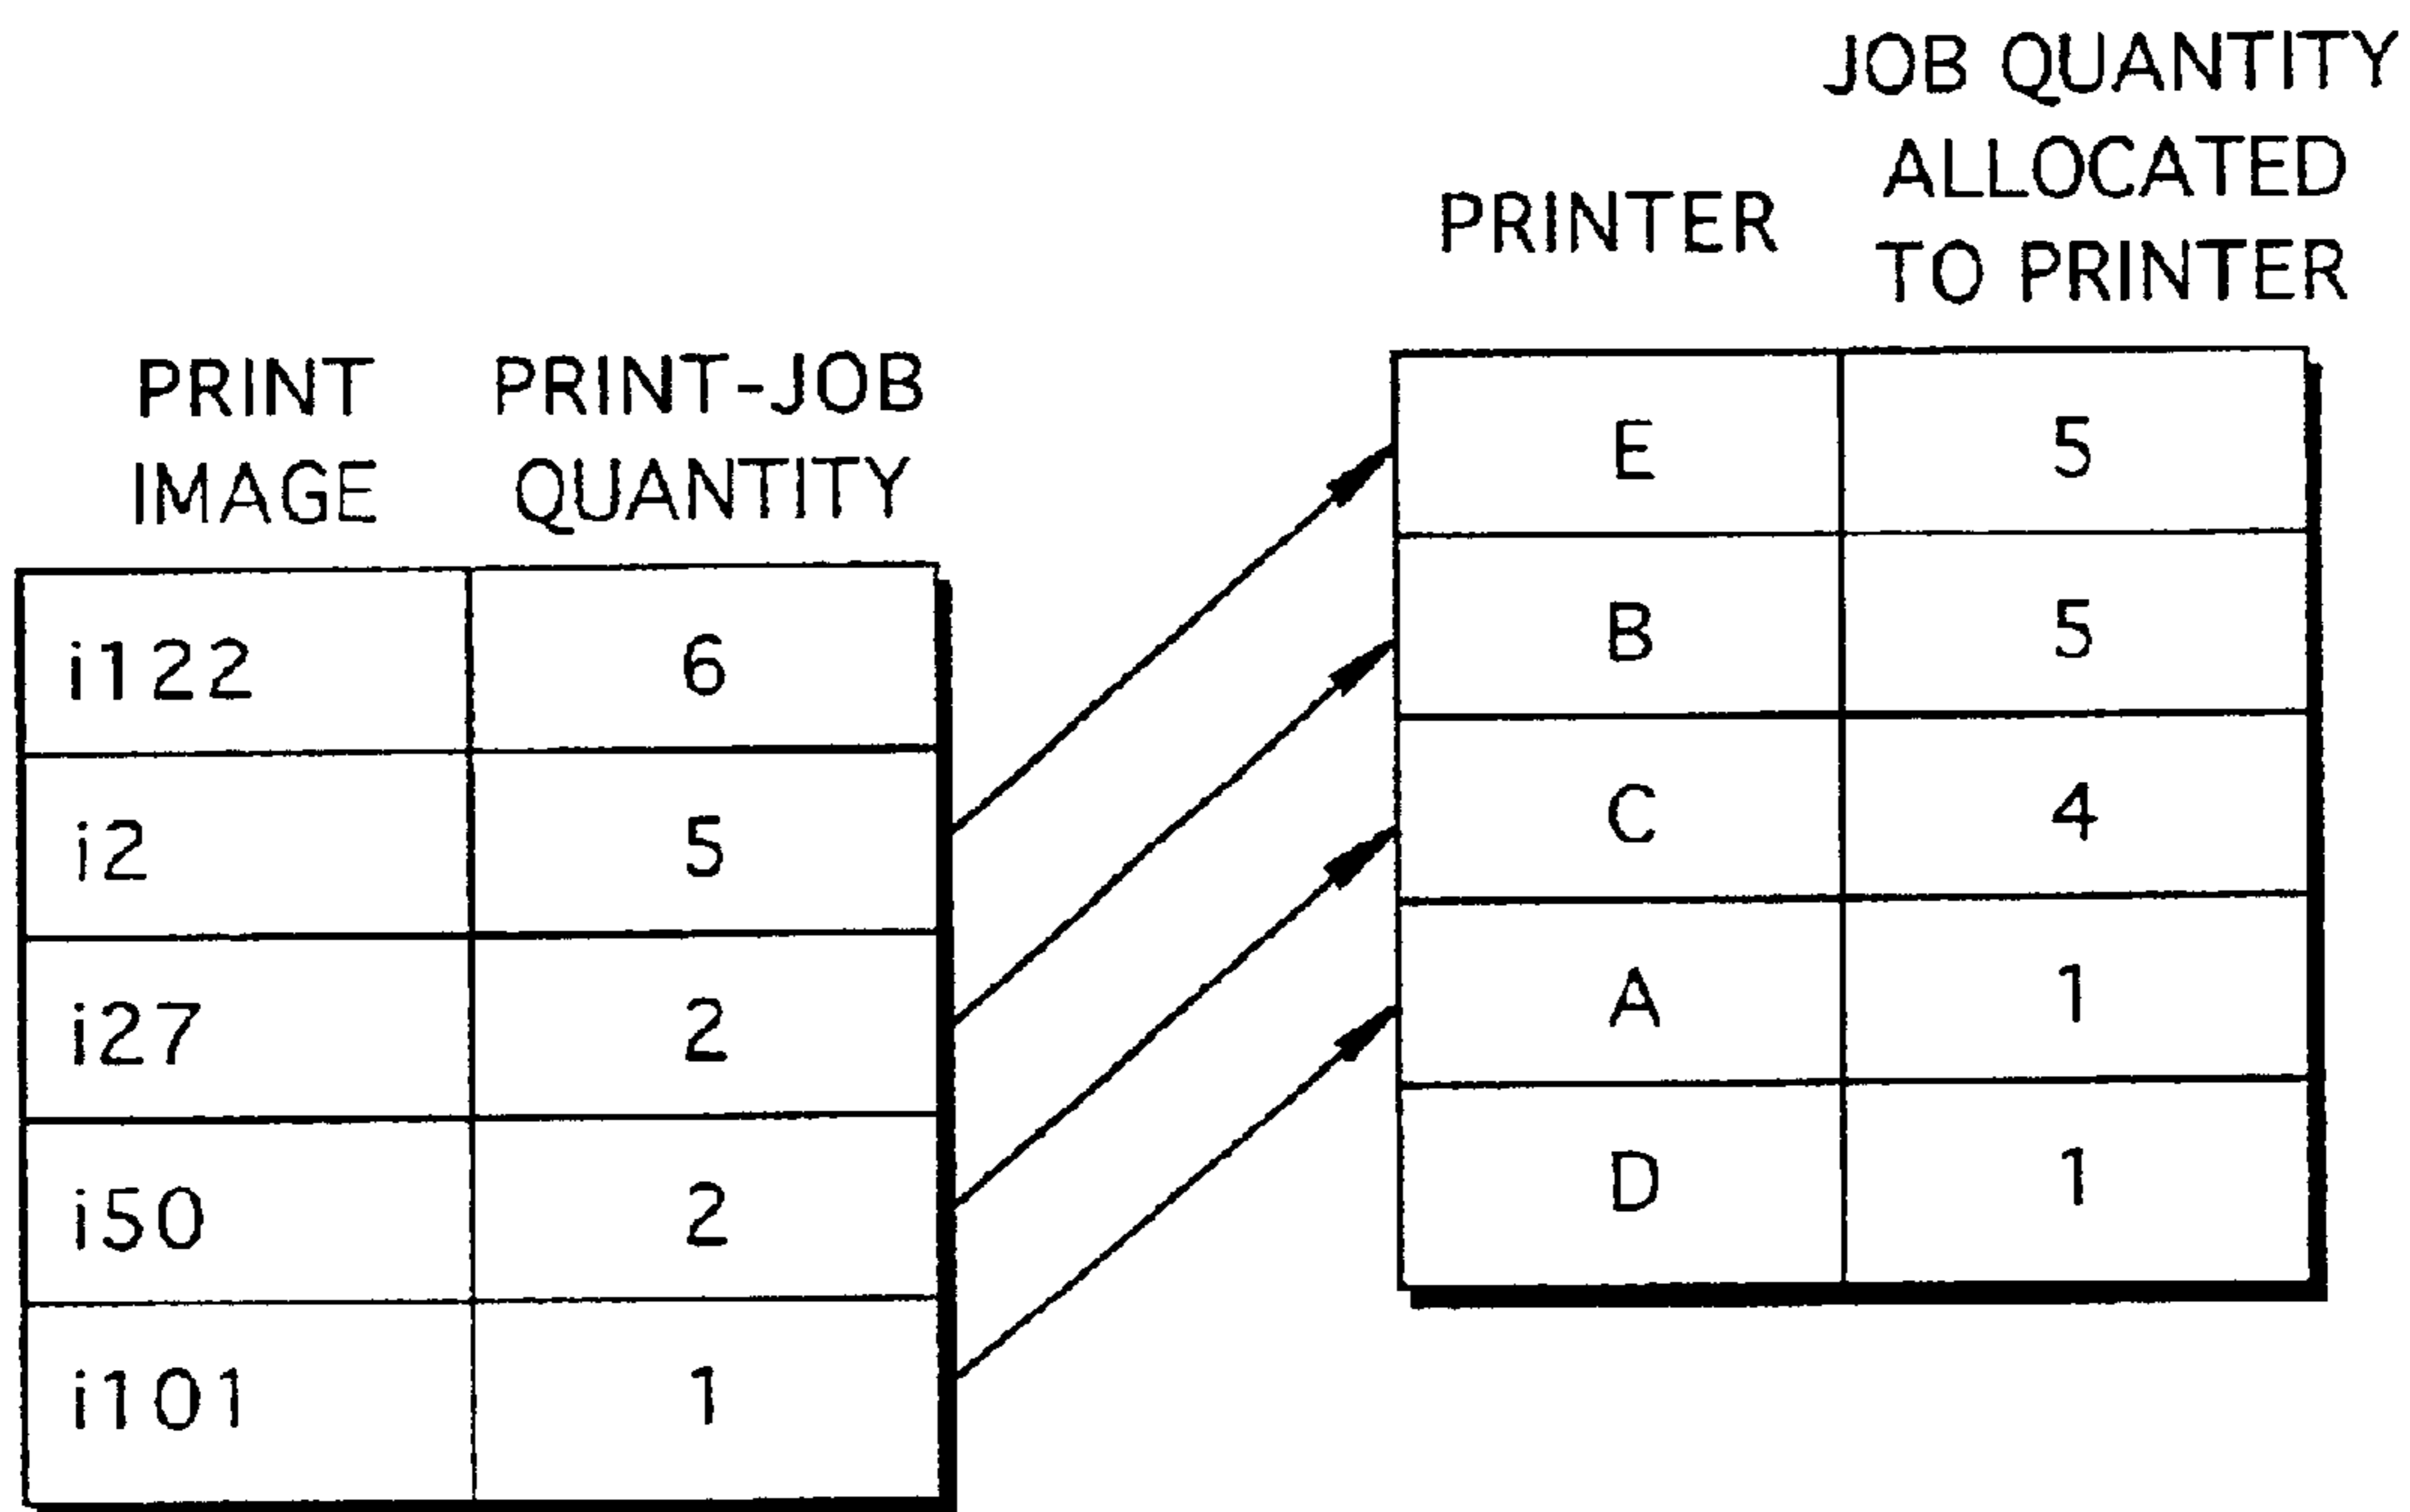 PRINT IMAGE PRINT-JOB QUANTITY
i122 6
i2 5
i27 2
i50 2
i101 1
PRINTER JOB QUANTITY ALLOCATED TO PRINTER
E 5
B 5
C 4
A 1
D 1